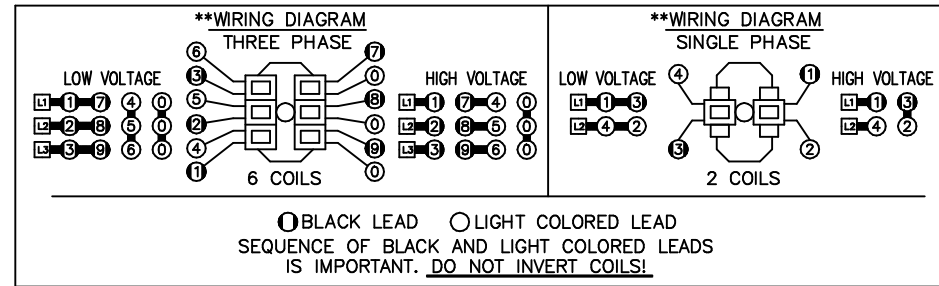 **WIRING DIAGRAM
THREE PHASE
LOW VOLTAGE
L1 1 7 4 0
L2 2 8 5 0
L3 3 9 6 0
6
3
5
2
4
1
7
0
8
0
9
0
6 COILS
HIGH VOLTAGE
L1 1 7 4 0
L2 2 8 5 0
L3 3 9 6 0
**WIRING DIAGRAM
SINGLE PHASE
LOW VOLTAGE
L1 1 3
L2 4 2
4
3
1
2
2 COILS
HIGH VOLTAGE
L1 1 3
L2 4 2
BLACK LEAD LIGHT COLORED LEAD
SEQUENCE OF BLACK AND LIGHT COLORED LEADS
IS IMPORTANT. DO NOT INVERT COILS!